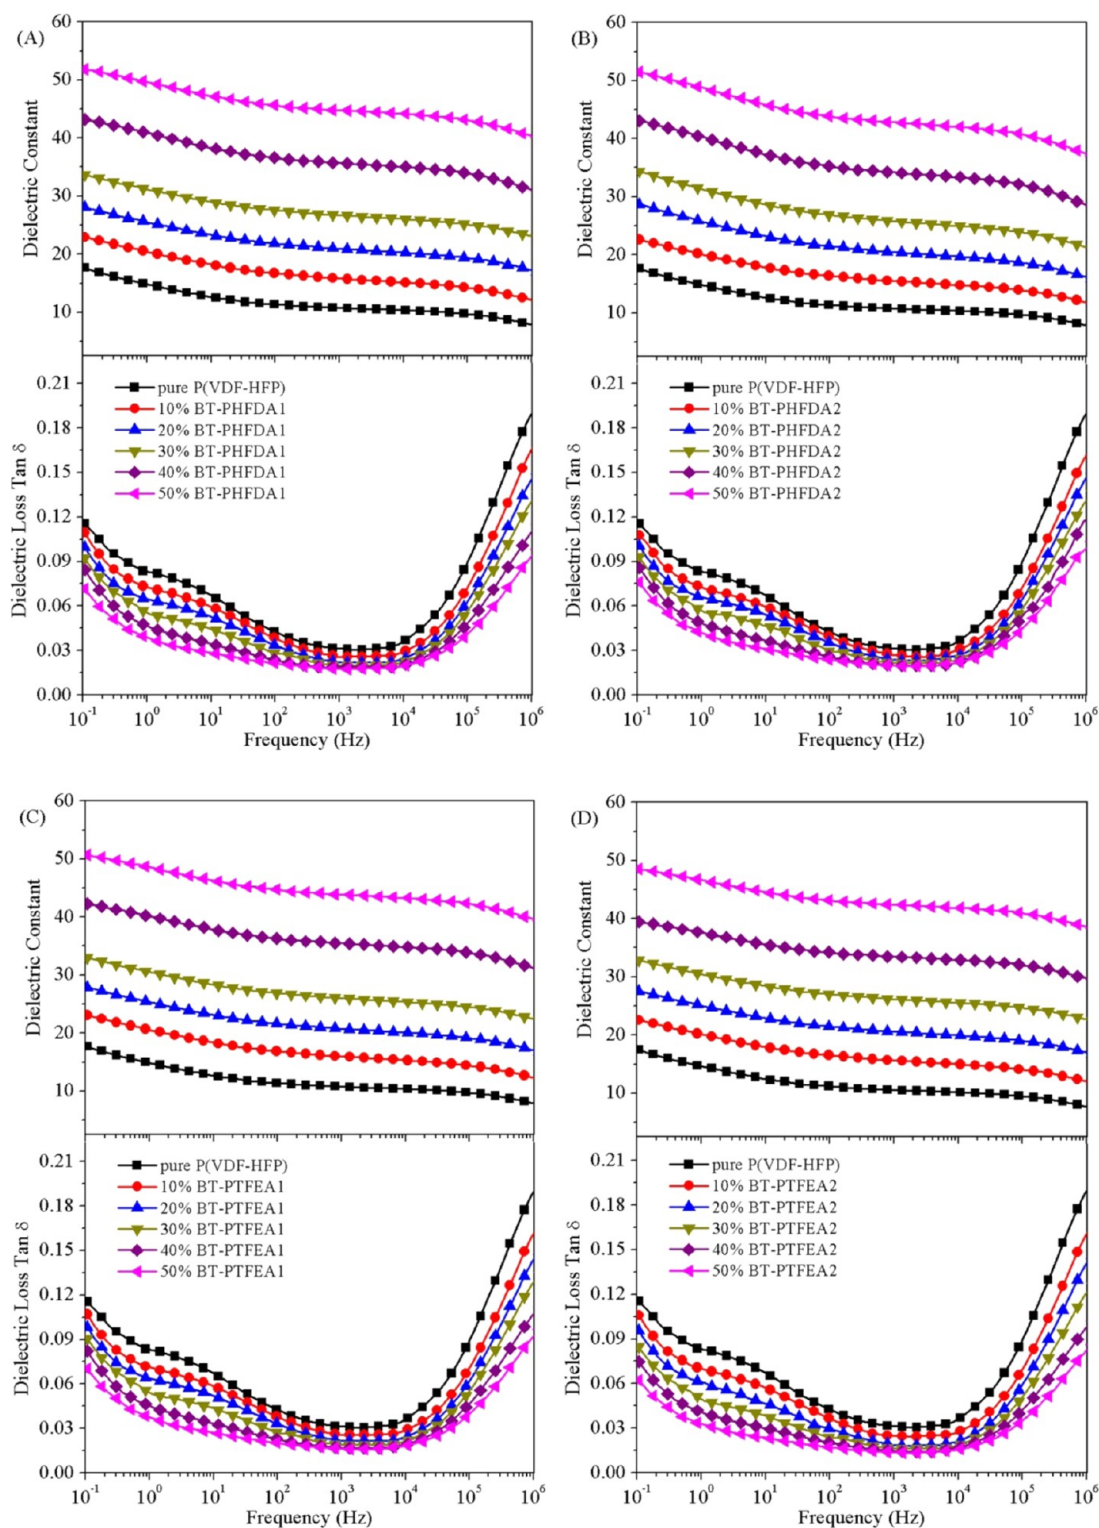 (A)
60
50
40
30
20
10
Dielectric Constant
0.21
0.18
0.15
0.12
0.09
0.06
0.03
0.00
Dielectric Loss Tan δ
pure P(VDF-HFP)
10% BT-PHFDA1
20% BT-PHFDA1
30% BT-PHFDA1
40% BT-PHFDA1
50% BT-PHFDA1
10⁻¹ 10⁰ 10¹ 10² 10³ 10⁴ 10⁵ 10⁶
Frequency (Hz)
(B)
60
50
40
30
20
10
Dielectric Constant
0.21
0.18
0.15
0.12
0.09
0.06
0.03
0.00
Dielectric Loss Tan δ
pure P(VDF-HFP)
10% BT-PHFDA2
20% BT-PHFDA2
30% BT-PHFDA2
40% BT-PHFDA2
50% BT-PHFDA2
10⁻¹ 10⁰ 10¹ 10² 10³ 10⁴ 10⁵ 10⁶
Frequency (Hz)
(C)
60
50
40
30
20
10
Dielectric Constant
0.21
0.18
0.15
0.12
0.09
0.06
0.03
0.00
Dielectric Loss Tan δ
pure P(VDF-HFP)
10% BT-PTFEA1
20% BT-PTFEA1
30% BT-PTFEA1
40% BT-PTFEA1
50% BT-PTFEA1
10⁻¹ 10⁰ 10¹ 10² 10³ 10⁴ 10⁵ 10⁶
Frequency (Hz)
(D)
60
50
40
30
20
10
Dielectric Constant
0.21
0.18
0.15
0.12
0.09
0.06
0.03
0.00
Dielectric Loss Tan δ
pure P(VDF-HFP)
10% BT-PTFEA2
20% BT-PTFEA2
30% BT-PTFEA2
40% BT-PTFEA2
50% BT-PTFEA2
10⁻¹ 10⁰ 10¹ 10² 10³ 10⁴ 10⁵ 10⁶
Frequency (Hz)